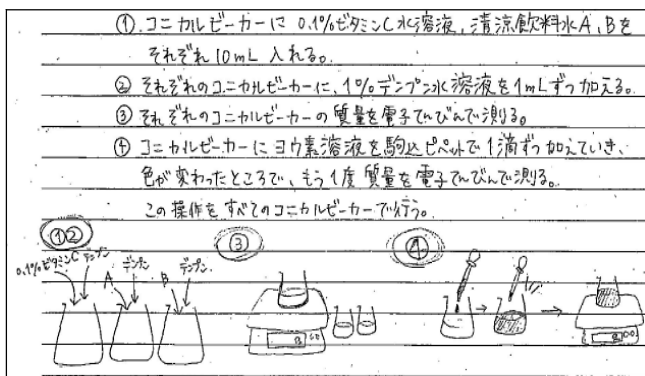 ① コニカルビーカーに0.1%ビタミンC水溶液,清涼飲料水A,Bを
それぞれ10mL 入れる。
② それぞれのコニカルビーカーに、1%デンプン水溶液を1mLずつ加える。
③ それぞれのコニカルビーカーの質量を電子てんびんで測る。
④ コニカルビーカーにヨウ素溶液を駒込ピペットで1滴ずつ加えていき、
色が変わったところで、もう1度質量を電子てんびんで測る。
この操作をすべてのコニカルビーカーで行う。
①② ③ ④
0.1%ビタミンC デンプン A デンプン B デンプン